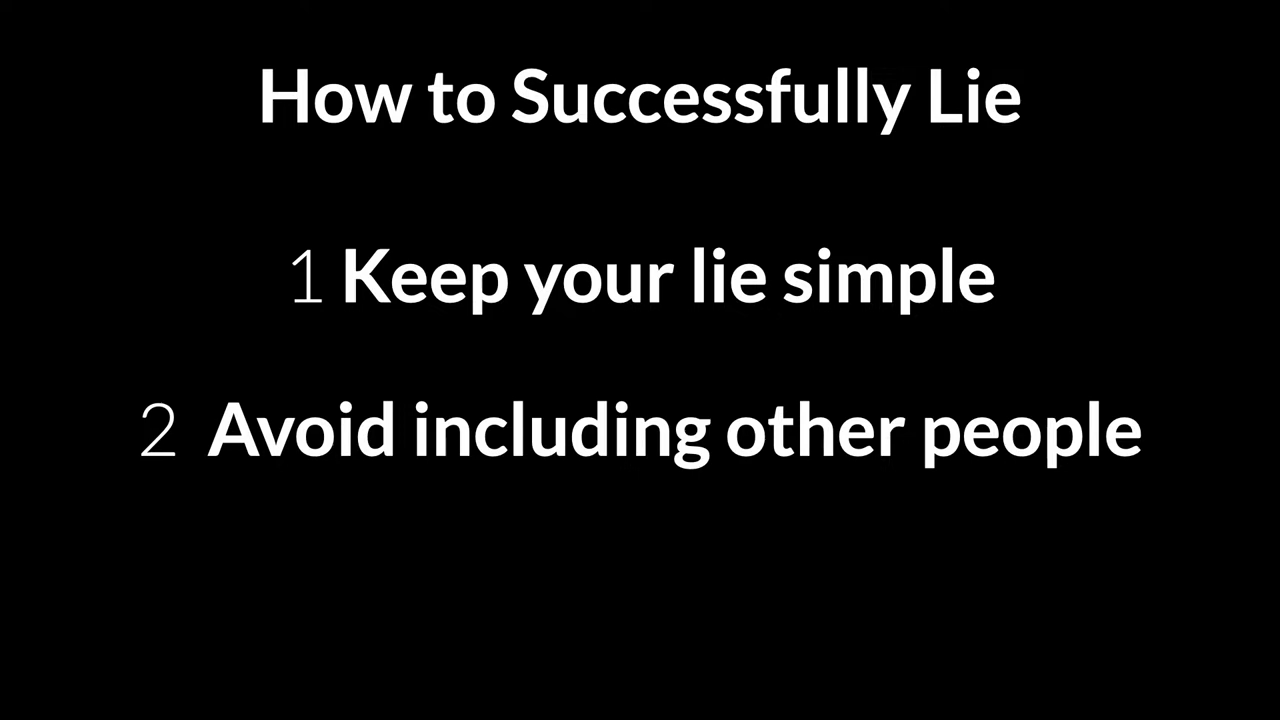 How to Successfully Lie
1 Keep your lie simple
2 Avoid including other people